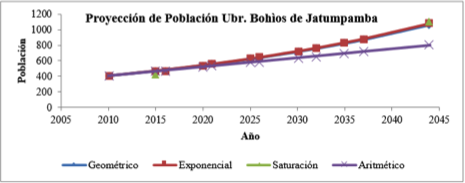 Proyección de Población Ubr. Bohìos de Jatumpamba
Población
1200
1000
800
600
400
200
0
2005 2010 2015 2020 2025 2030 2035 2040 2045
Año
Geométrico Exponencial Saturación Aritmético